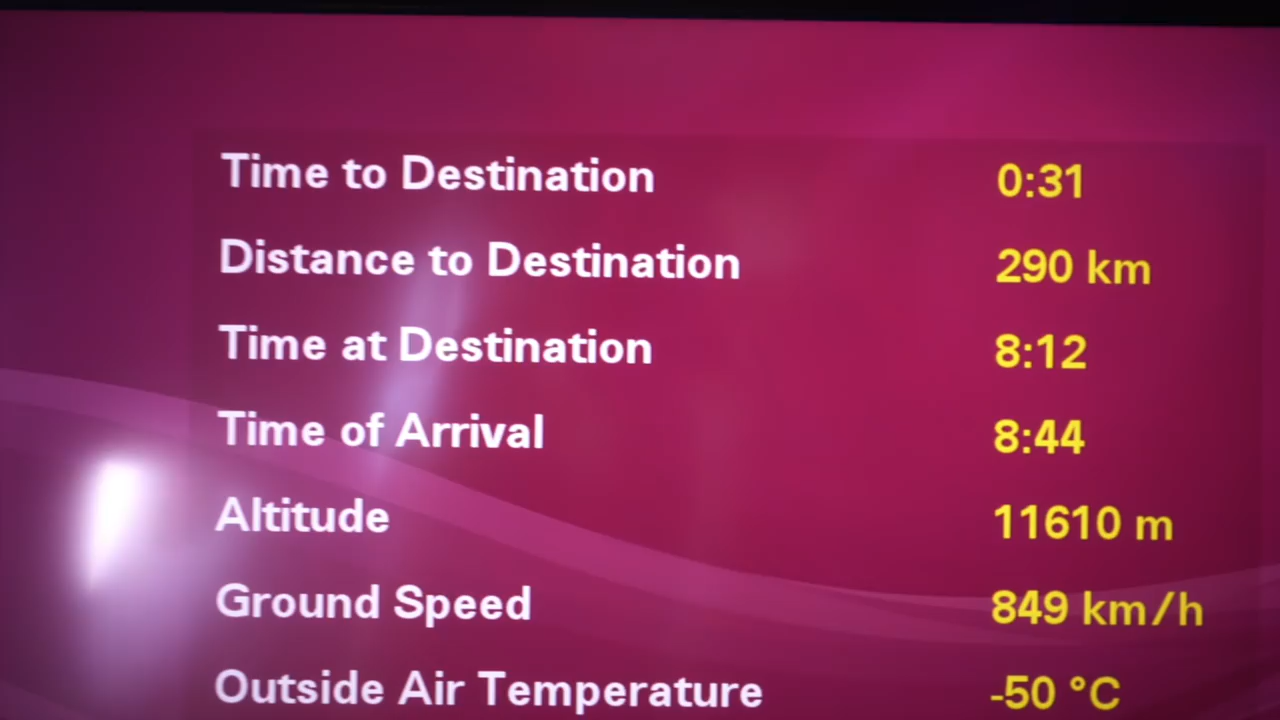 Time to Destination 0:31
Distance to Destination 290 km
Time at Destination 8:12
Time of Arrival 8:44
Altitude 11610 m
Ground Speed 849 km/h
Outside Air Temperature -50 °C